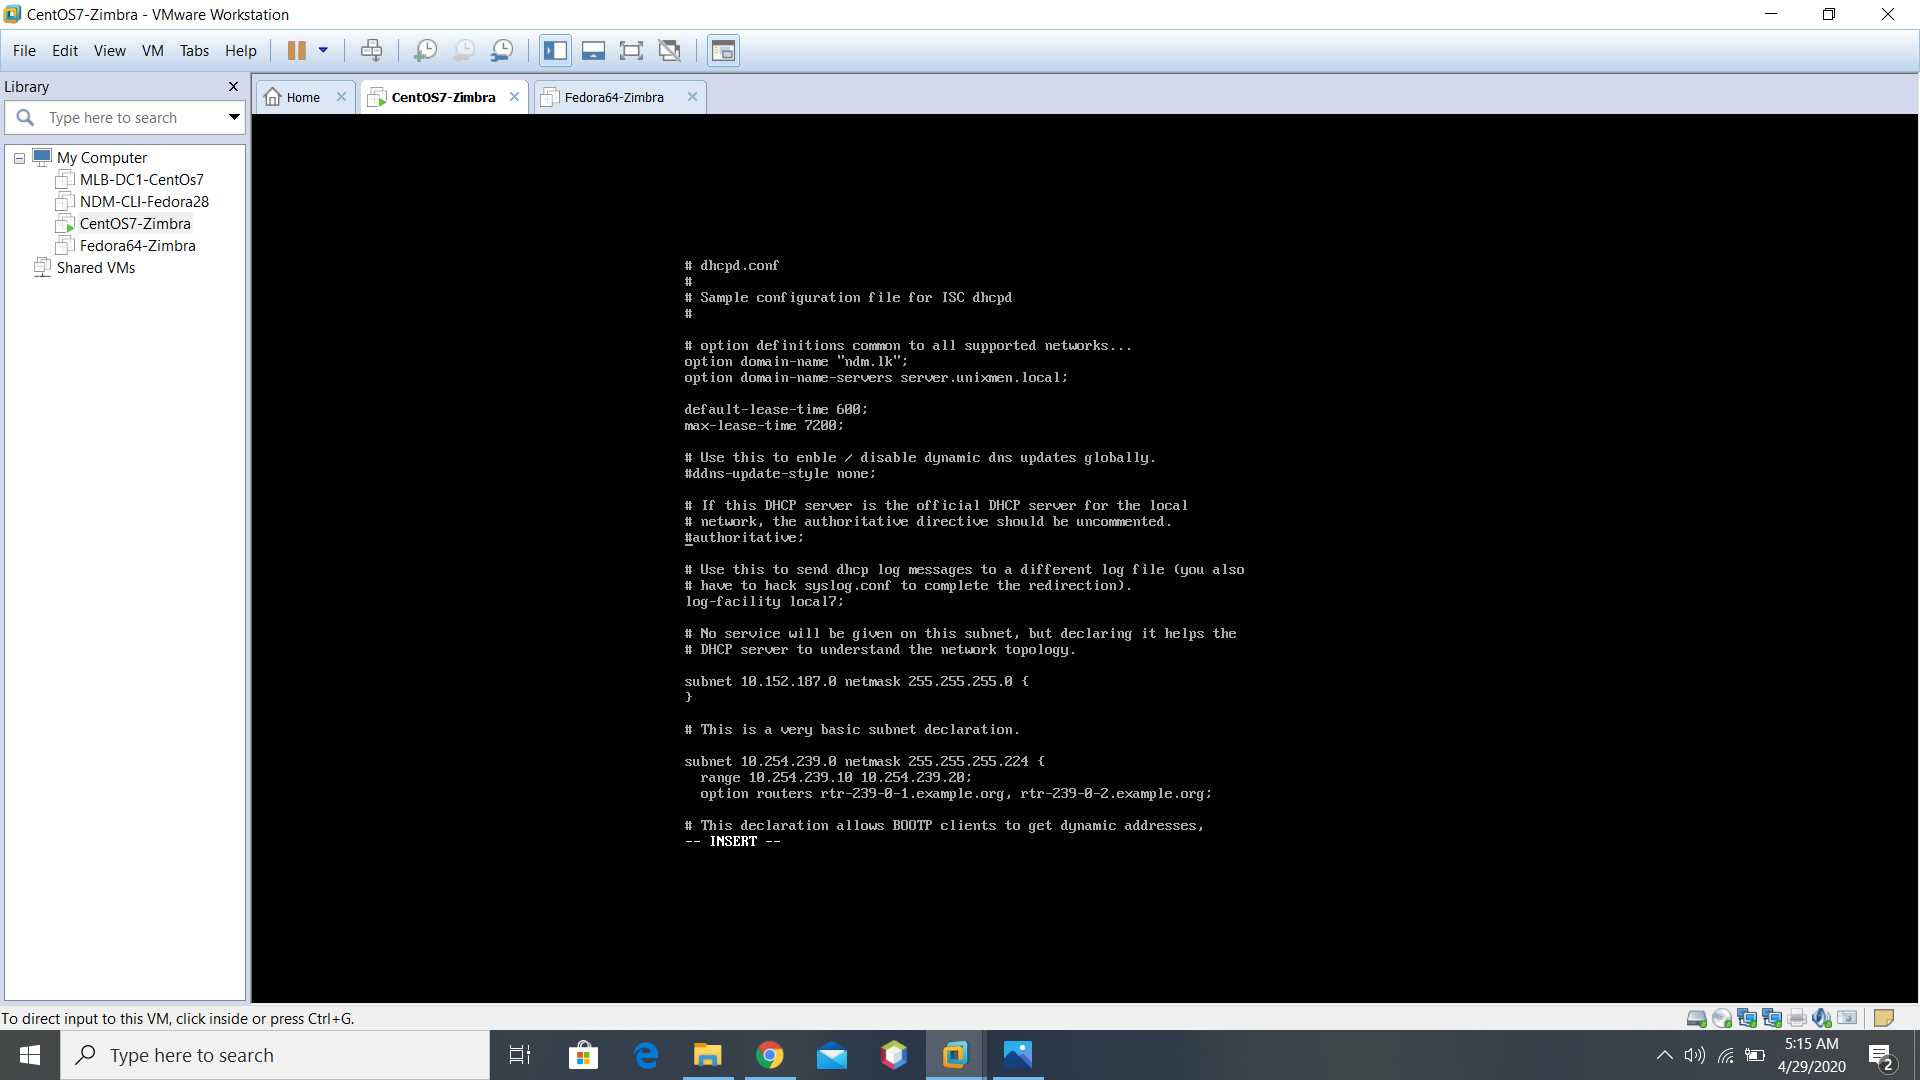 CentOS7-Zimbra - VMware Workstation
File Edit View VM Tabs Help
Library
Type here to search
My Computer
MLB-DC1-CentOs7
NDM-CLI-Fedora28
CentOS7-Zimbra
Fedora64-Zimbra
Shared VMs
Home
CentOS7-Zimbra
Fedora64-Zimbra
# dhcpd.conf
#
# Sample configuration file for ISC dhcpd
#
# option definitions common to all supported networks...
option domain-name "ndm.lk";
option domain-name-servers server.unixmen.local;
default-lease-time 600;
max-lease-time 7200;
# Use this to enble / disable dynamic dns updates globally.
#ddns-update-style none;
# If this DHCP server is the official DHCP server for the local
# network, the authoritative directive should be uncommented.
#authoritative;
# Use this to send dhcp log messages to a different log file (you also
# have to hack syslog.conf to complete the redirection).
log-facility local7;
# No service will be given on this subnet, but declaring it helps the
# DHCP server to understand the network topology.
subnet 10.152.187.0 netmask 255.255.255.0 {
}
# This is a very basic subnet declaration.
subnet 10.254.239.0 netmask 255.255.255.224 {
range 10.254.239.10 10.254.239.20;
option routers rtr-239-0-1.example.org, rtr-239-0-2.example.org;
# This declaration allows BOOTP clients to get dynamic addresses,
-- INSERT --
To direct input to this VM, click inside or press Ctrl+G.
Type here to search
5:15 AM
4/29/2020
2